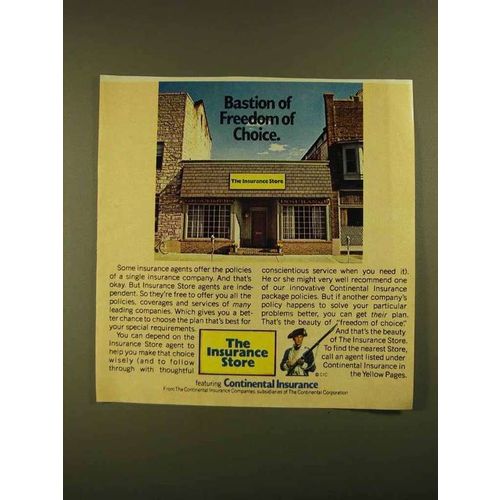 Bastion of
Freedom of
Choice.
The Insurance Store
INSURANCE
Some insurance agents offer the policies
of a single insurance company. And that's
okay. But Insurance Store agents are inde-
pendent. So they're free to offer you all the
policies, coverages and services of many
leading companies. Which gives you a bet-
ter chance to choose the plan that's best for
your special requirements.
You can depend on the
Insurance Store agent to
help you make that choice
wisely (and to follow
through with thoughtful
conscientious service when you need it).
He or she might very well recommend one
of our innovative Continental Insurance
package policies. But if another company's
policy happens to solve your particular
problems better, you can get their plan.
That's the beauty of "freedom of choice."
And that's the beauty
of The Insurance Store.
To find the nearest Store,
call an agent listed under
Continental Insurance in
the Yellow Pages.
The
Insurance
Store
© CIC
featuring Continental Insurance
From The Continental Insurance Companies, subsidiaries of The Continental Corporation